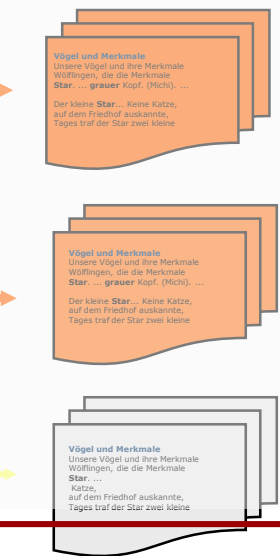 Vögel und Merkmale
Unsere Vögel und ihre Merkmale
Wölflingen, die die Merkmale
Star. ... grauer Kopf. (Michi). ...
Der kleine Star... Keine Katze,
auf dem Friedhof auskannte,
Tages traf der Star zwei kleine
Vögel und Merkmale
Unsere Vögel und ihre Merkmale
Wölflingen, die die Merkmale
Star. ... grauer Kopf. (Michi). ...
Der kleine Star... Keine Katze,
auf dem Friedhof auskannte,
Tages traf der Star zwei kleine
Vögel und Merkmale
Unsere Vögel und ihre Merkmale
Wölflingen, die die Merkmale
Star. ...
Katze,
auf dem Friedhof auskannte,
Tages traf der Star zwei kleine